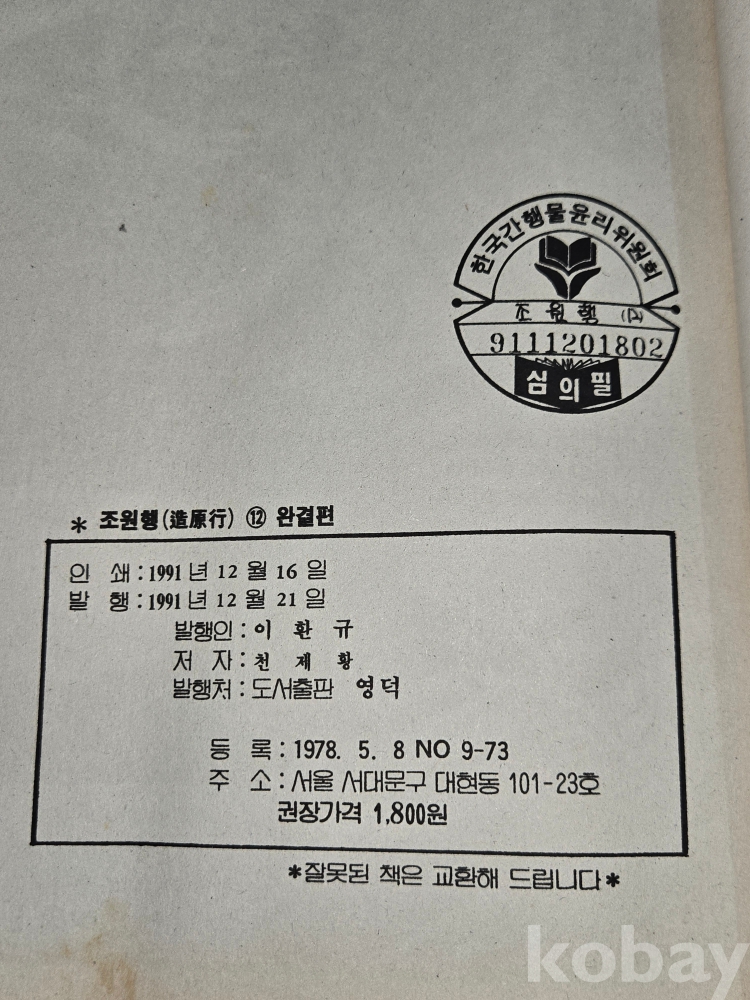 한국간행물윤리위원회
조원행
9111201802
심의필
* 조원행(造原行) ⑫ 완결편
인 쇄 : 1991 년 12 월 16 일
발 행 : 1991 년 12 월 21 일
발행인 : 이 환 규
저 자 : 천 제 황
발행처 : 도서출판 영덕
등 록 : 1978. 5. 8 NO 9-73
주 소 : 서울 서대문구 대현동 101-23호
권장가격 1,800원
*잘못된 책은 교환해 드립니다*
kobay